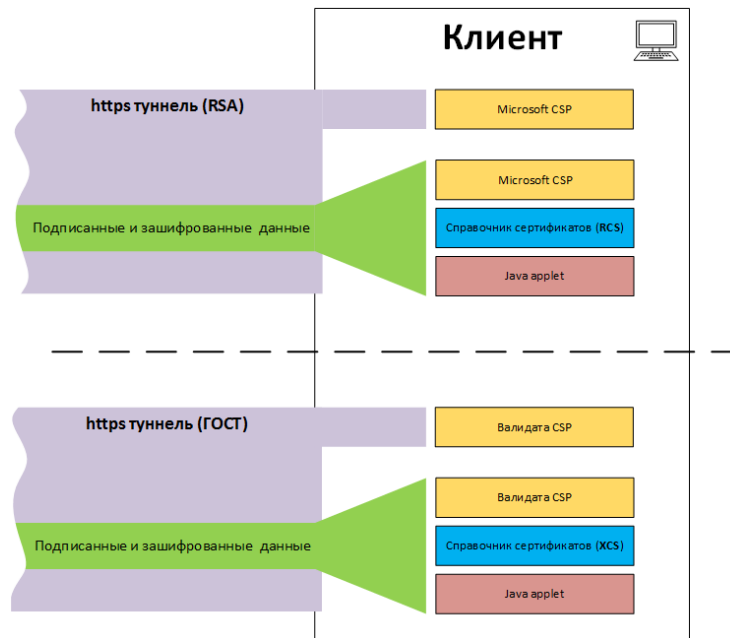 Клиент
https туннель (RSA)
Microsoft CSP
Microsoft CSP
Подписанные и зашифрованные данные
Справочник сертификатов (RCS)
Java applet
https туннель (ГОСТ)
Валидата CSP
Валидата CSP
Подписанные и зашифрованные данные
Справочник сертификатов (XCS)
Java applet